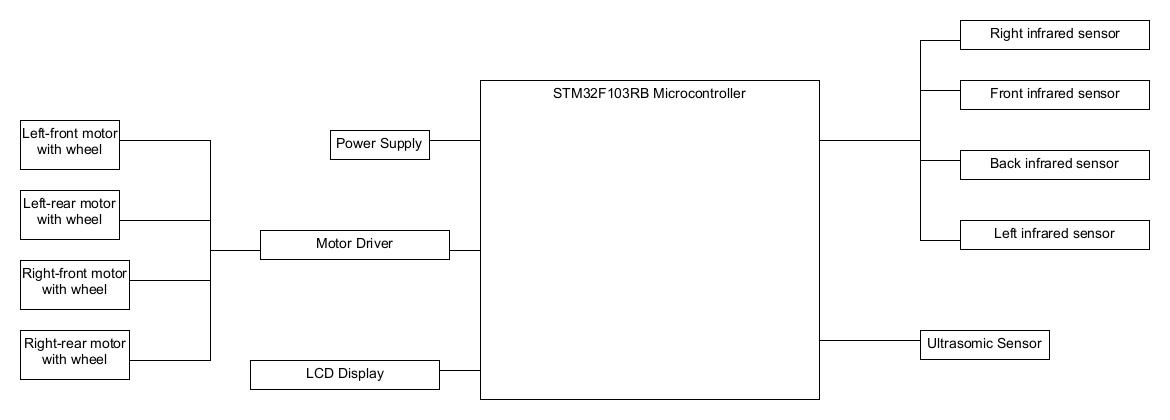 Right infrared sensor
STM32F103RB Microcontroller
Front infrared sensor
Left-front motor
with wheel
Power Supply
Back infrared sensor
Left-rear motor
with wheel
Motor Driver
Left infrared sensor
Right-front motor
with wheel
Right-rear motor
with wheel
LCD Display
Ultrasomic Sensor